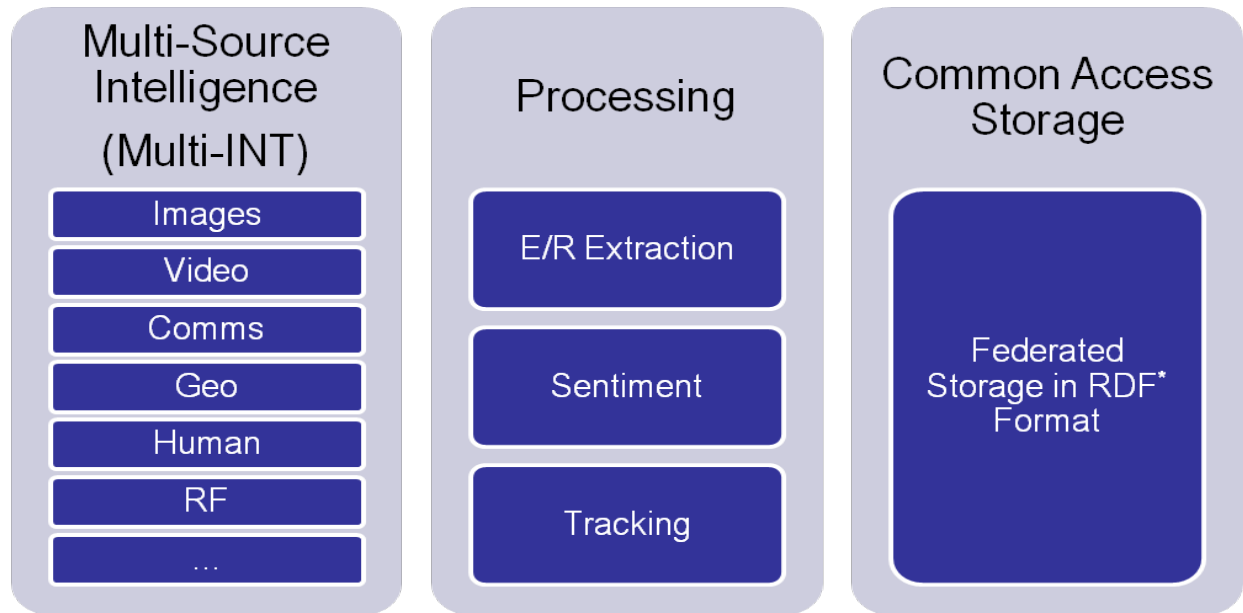 Multi-Source
Intelligence
(Multi-INT)
Images
Video
Comms
Geo
Human
RF
...
Processing
E/R Extraction
Sentiment
Tracking
Common Access
Storage
Federated
Storage in RDF*
Format